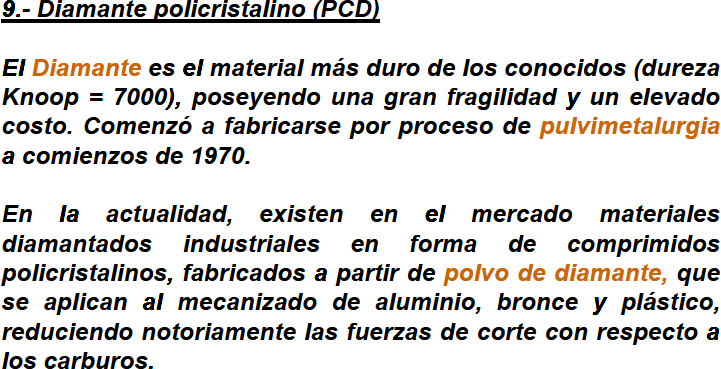 9.- Diamante policristalino (PCD)
El Diamante es el material más duro de los conocidos (dureza
Knoop = 7000), poseyendo una gran fragilidad y un elevado
costo. Comenzó a fabricarse por proceso de pulvimetalurgia
a comienzos de 1970.
En la actualidad, existen en el mercado materiales
diamantados industriales en forma de comprimidos
policristalinos, fabricados a partir de polvo de diamante, que
se aplican al mecanizado de aluminio, bronce y plástico,
reduciendo notoriamente las fuerzas de corte con respecto a
los carburos.